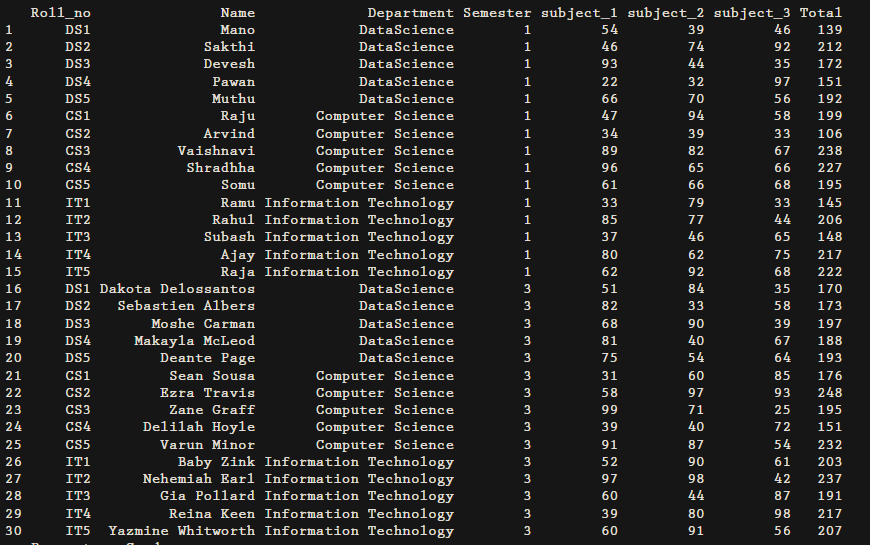 Roll_no Name Department Semester subject_1 subject_2 subject_3 Total
1 DS1 Mano DataScience 1 54 39 46 139
2 DS2 Sakthi DataScience 1 46 74 92 212
3 DS3 Devesh DataScience 1 93 44 35 172
4 DS4 Pawan DataScience 1 22 32 97 151
5 DS5 Muthu DataScience 1 66 70 56 192
6 CS1 Raju Computer Science 1 47 94 58 199
7 CS2 Arvind Computer Science 1 34 39 33 106
8 CS3 Vaishnavi Computer Science 1 89 82 67 238
9 CS4 Shradhha Computer Science 1 96 65 66 227
10 CS5 Somu Computer Science 1 61 66 68 195
11 IT1 Ramu Information Technology 1 33 79 33 145
12 IT2 Rahul Information Technology 1 85 77 44 206
13 IT3 Subash Information Technology 1 37 46 65 148
14 IT4 Ajay Information Technology 1 80 62 75 217
15 IT5 Raja Information Technology 1 62 92 68 222
16 DS1 Dakota Delossantos DataScience 3 51 84 35 170
17 DS2 Sebastien Albers DataScience 3 82 33 58 173
18 DS3 Moshe Carman DataScience 3 68 90 39 197
19 DS4 Makayla McLeod DataScience 3 81 40 67 188
20 DS5 Deante Page DataScience 3 75 54 64 193
21 CS1 Sean Sousa Computer Science 3 31 60 85 176
22 CS2 Ezra Travis Computer Science 3 58 97 93 248
23 CS3 Zane Graff Computer Science 3 99 71 25 195
24 CS4 Delilah Hoyle Computer Science 3 39 40 72 151
25 CS5 Varun Minor Computer Science 3 91 87 54 232
26 IT1 Baby Zink Information Technology 3 52 90 61 203
27 IT2 Nehemiah Earl Information Technology 3 97 98 42 237
28 IT3 Gia Pollard Information Technology 3 60 44 87 191
29 IT4 Reina Keen Information Technology 3 39 80 98 217
30 IT5 Yazmine Whitworth Information Technology 3 60 91 56 207